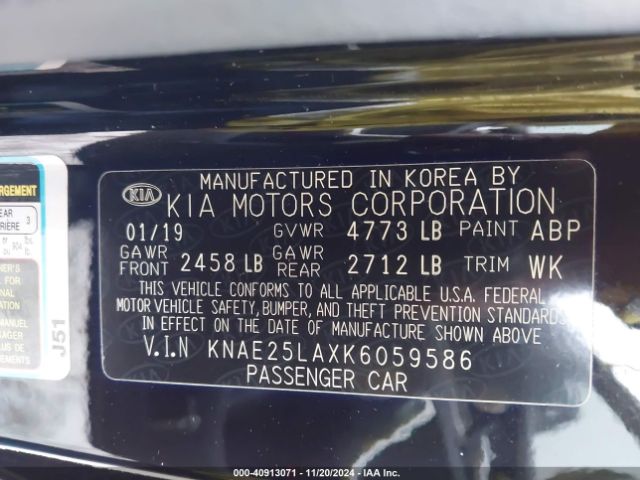 MANUFACTURED IN KOREA BY
KIA KIA MOTORS CORPORATION
01/19 GVWR 4773 LB PAINT ABP
GAWR FRONT 2458 LB GAWR REAR 2712 LB TRIM WK
THIS VEHICLE CONFORMS TO ALL APPLICABLE U.S.A. FEDERAL
MOTOR VEHICLE SAFETY, BUMPER, AND THEFT PREVENTION STANDARDS
IN EFFECT ON THE DATE OF MANUFACTURE SHOWN ABOVE
V.I.N KNAE25LAXK6059586
PASSENGER CAR
3
J51
000-40913071 - 11/20/2024 - IAA Inc.